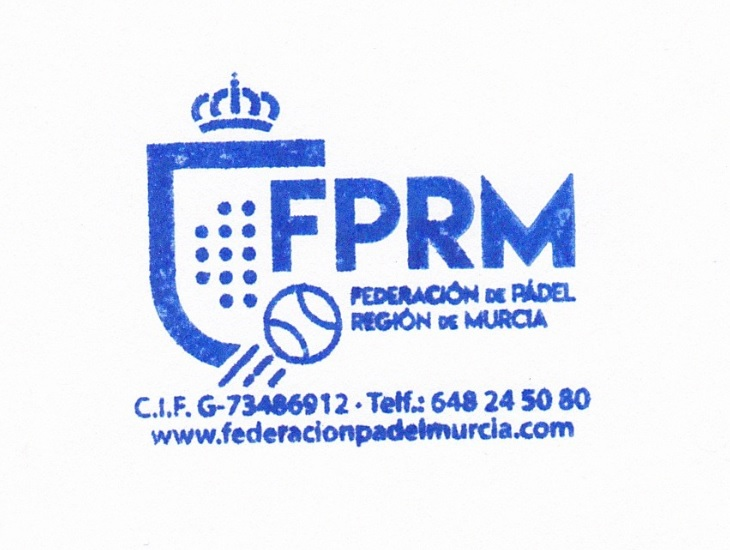 FPRM
FEDERACIÓN DE PÁDEL
REGIÓN DE MURCIA
C.I.F. G-73486912 · Telf.: 648 24 50 80
www.federacionpadelmurcia.com